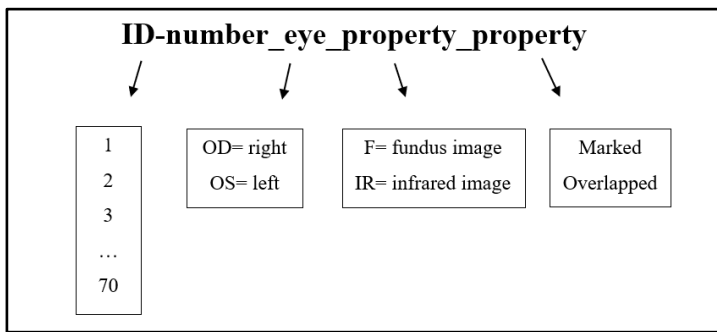 ID-number_eye_property_property
1
2
3
…
70
OD= right
OS= left
F= fundus image
IR= infrared image
Marked
Overlapped